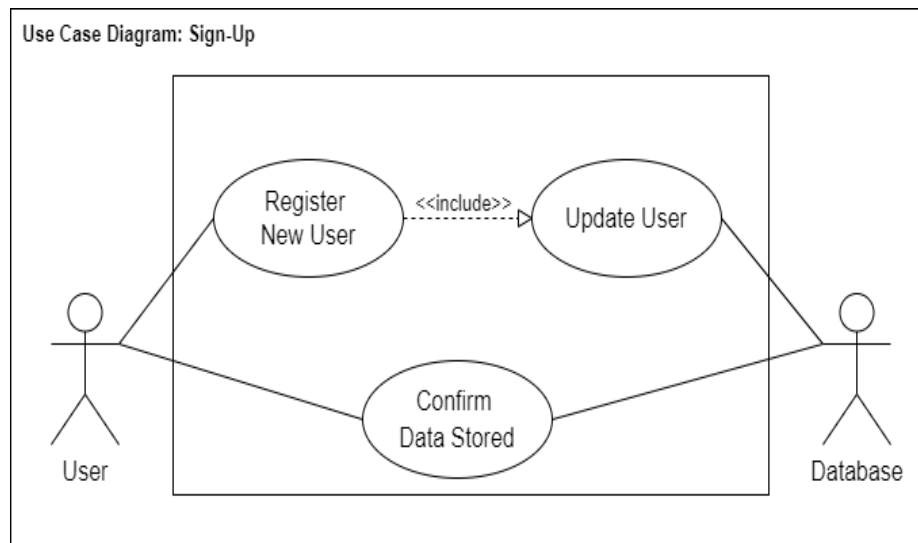 Use Case Diagram: Sign-Up
Register
New User
<<include>>
Update User
Confirm
Data Stored
User
Database